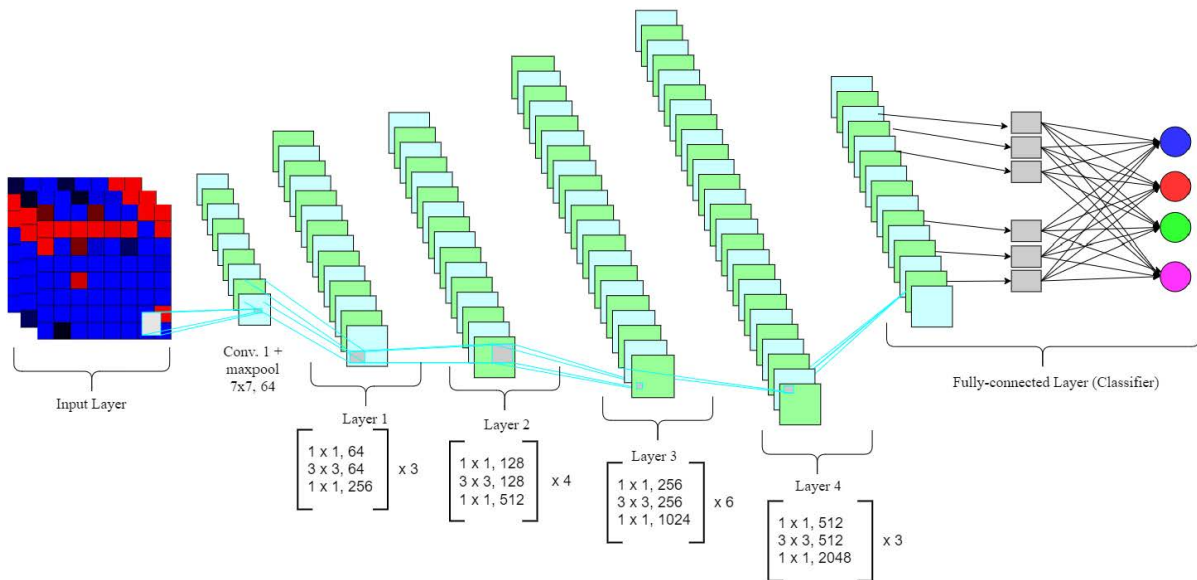 Input Layer
Conv. 1 +
maxpool
7x7, 64
Layer 1
1 x 1, 64
3 x 3, 64
1 x 1, 256
x 3
Layer 2
1 x 1, 128
3 x 3, 128
1 x 1, 512
x 4
Layer 3
1 x 1, 256
3 x 3, 256
1 x 1, 1024
x 6
Layer 4
1 x 1, 512
3 x 3, 512
1 x 1, 2048
x 3
Fully-connected Layer (Classifier)